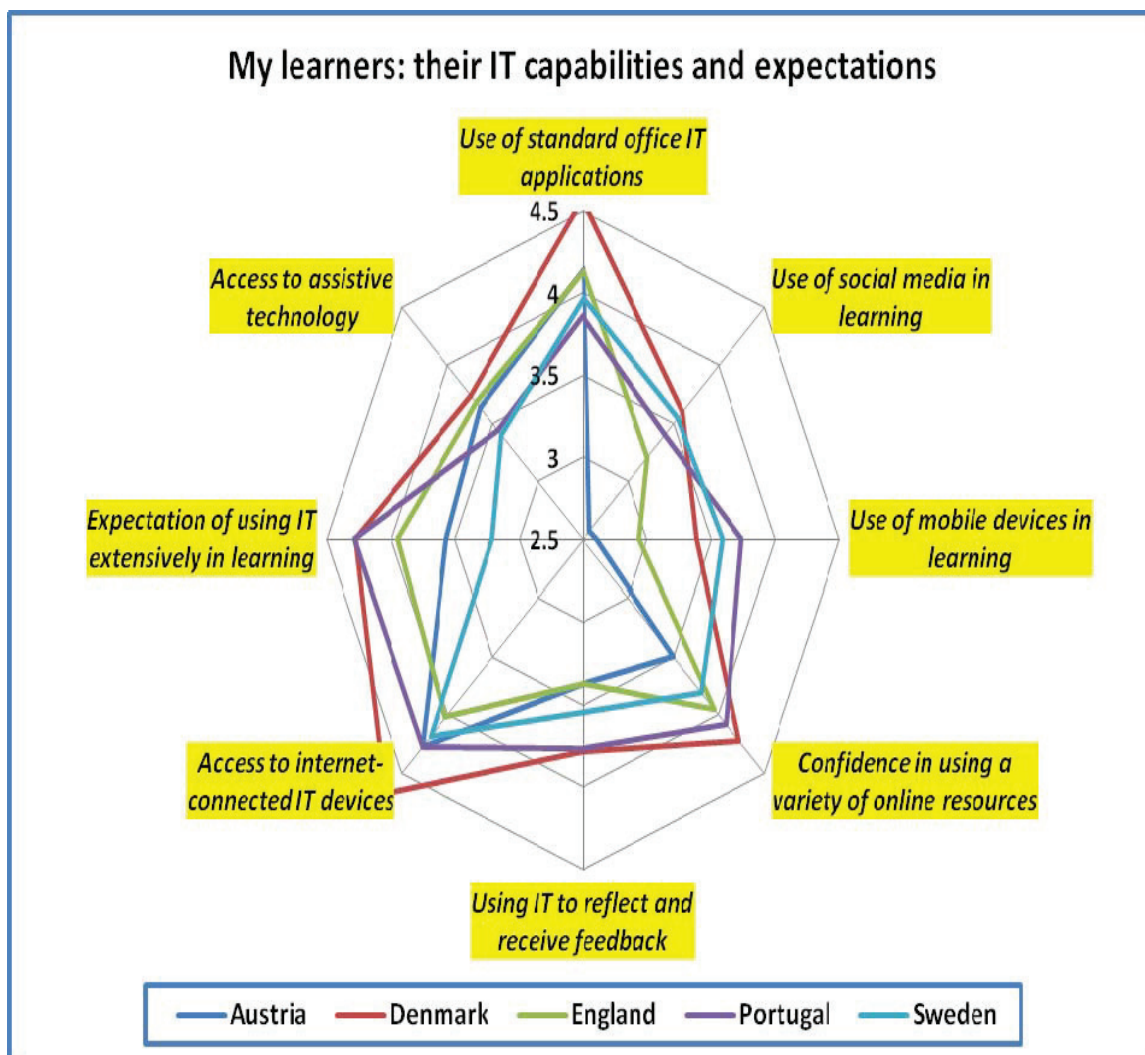 My learners: their IT capabilities and expectations
Use of standard office IT
applications
4.5
Access to assistive
technology
Use of social media in
learning
4
3.5
3
Expectation of using IT
extensively in learning
2.5
Use of mobile devices in
learning
Access to internet-
connected IT devices
Confidence in using a
variety of online resources
Using IT to reflect and
receive feedback
Austria Denmark England Portugal Sweden